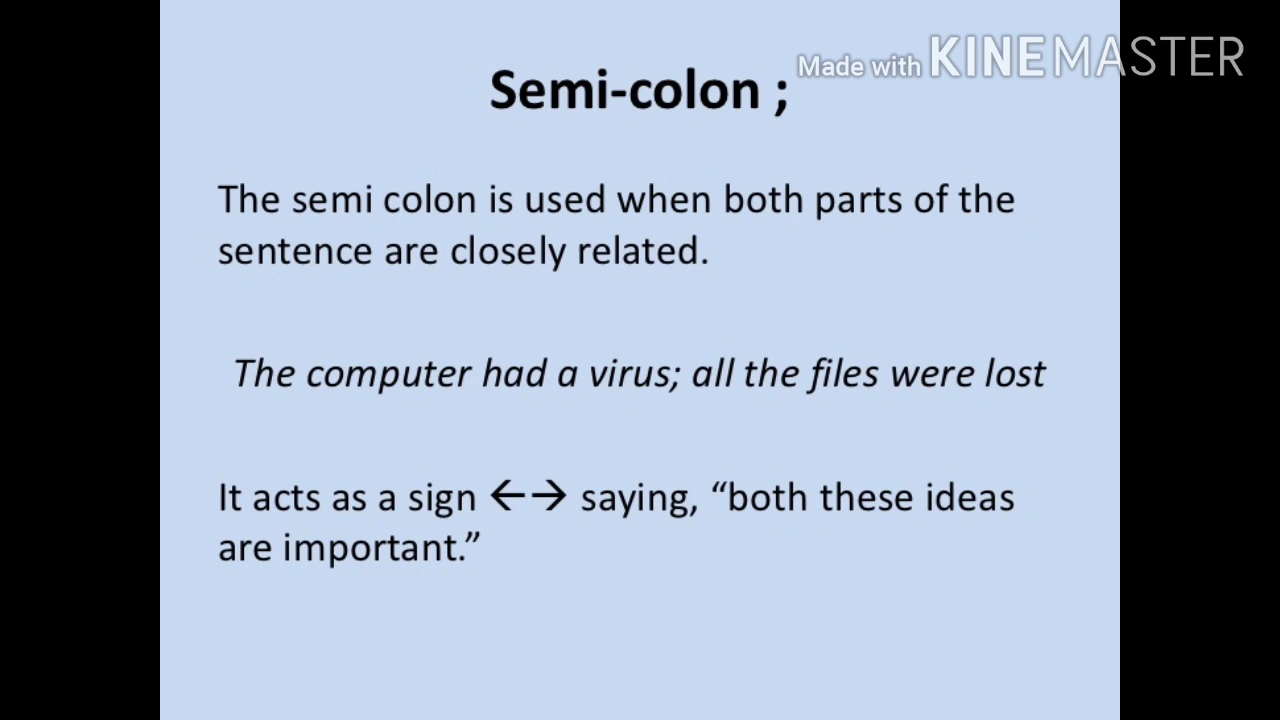 Made with KINEMASTER
Semi-colon ;
The semi colon is used when both parts of the
sentence are closely related.
The computer had a virus; all the files were lost
It acts as a sign ←→ saying, “both these ideas
are important.”